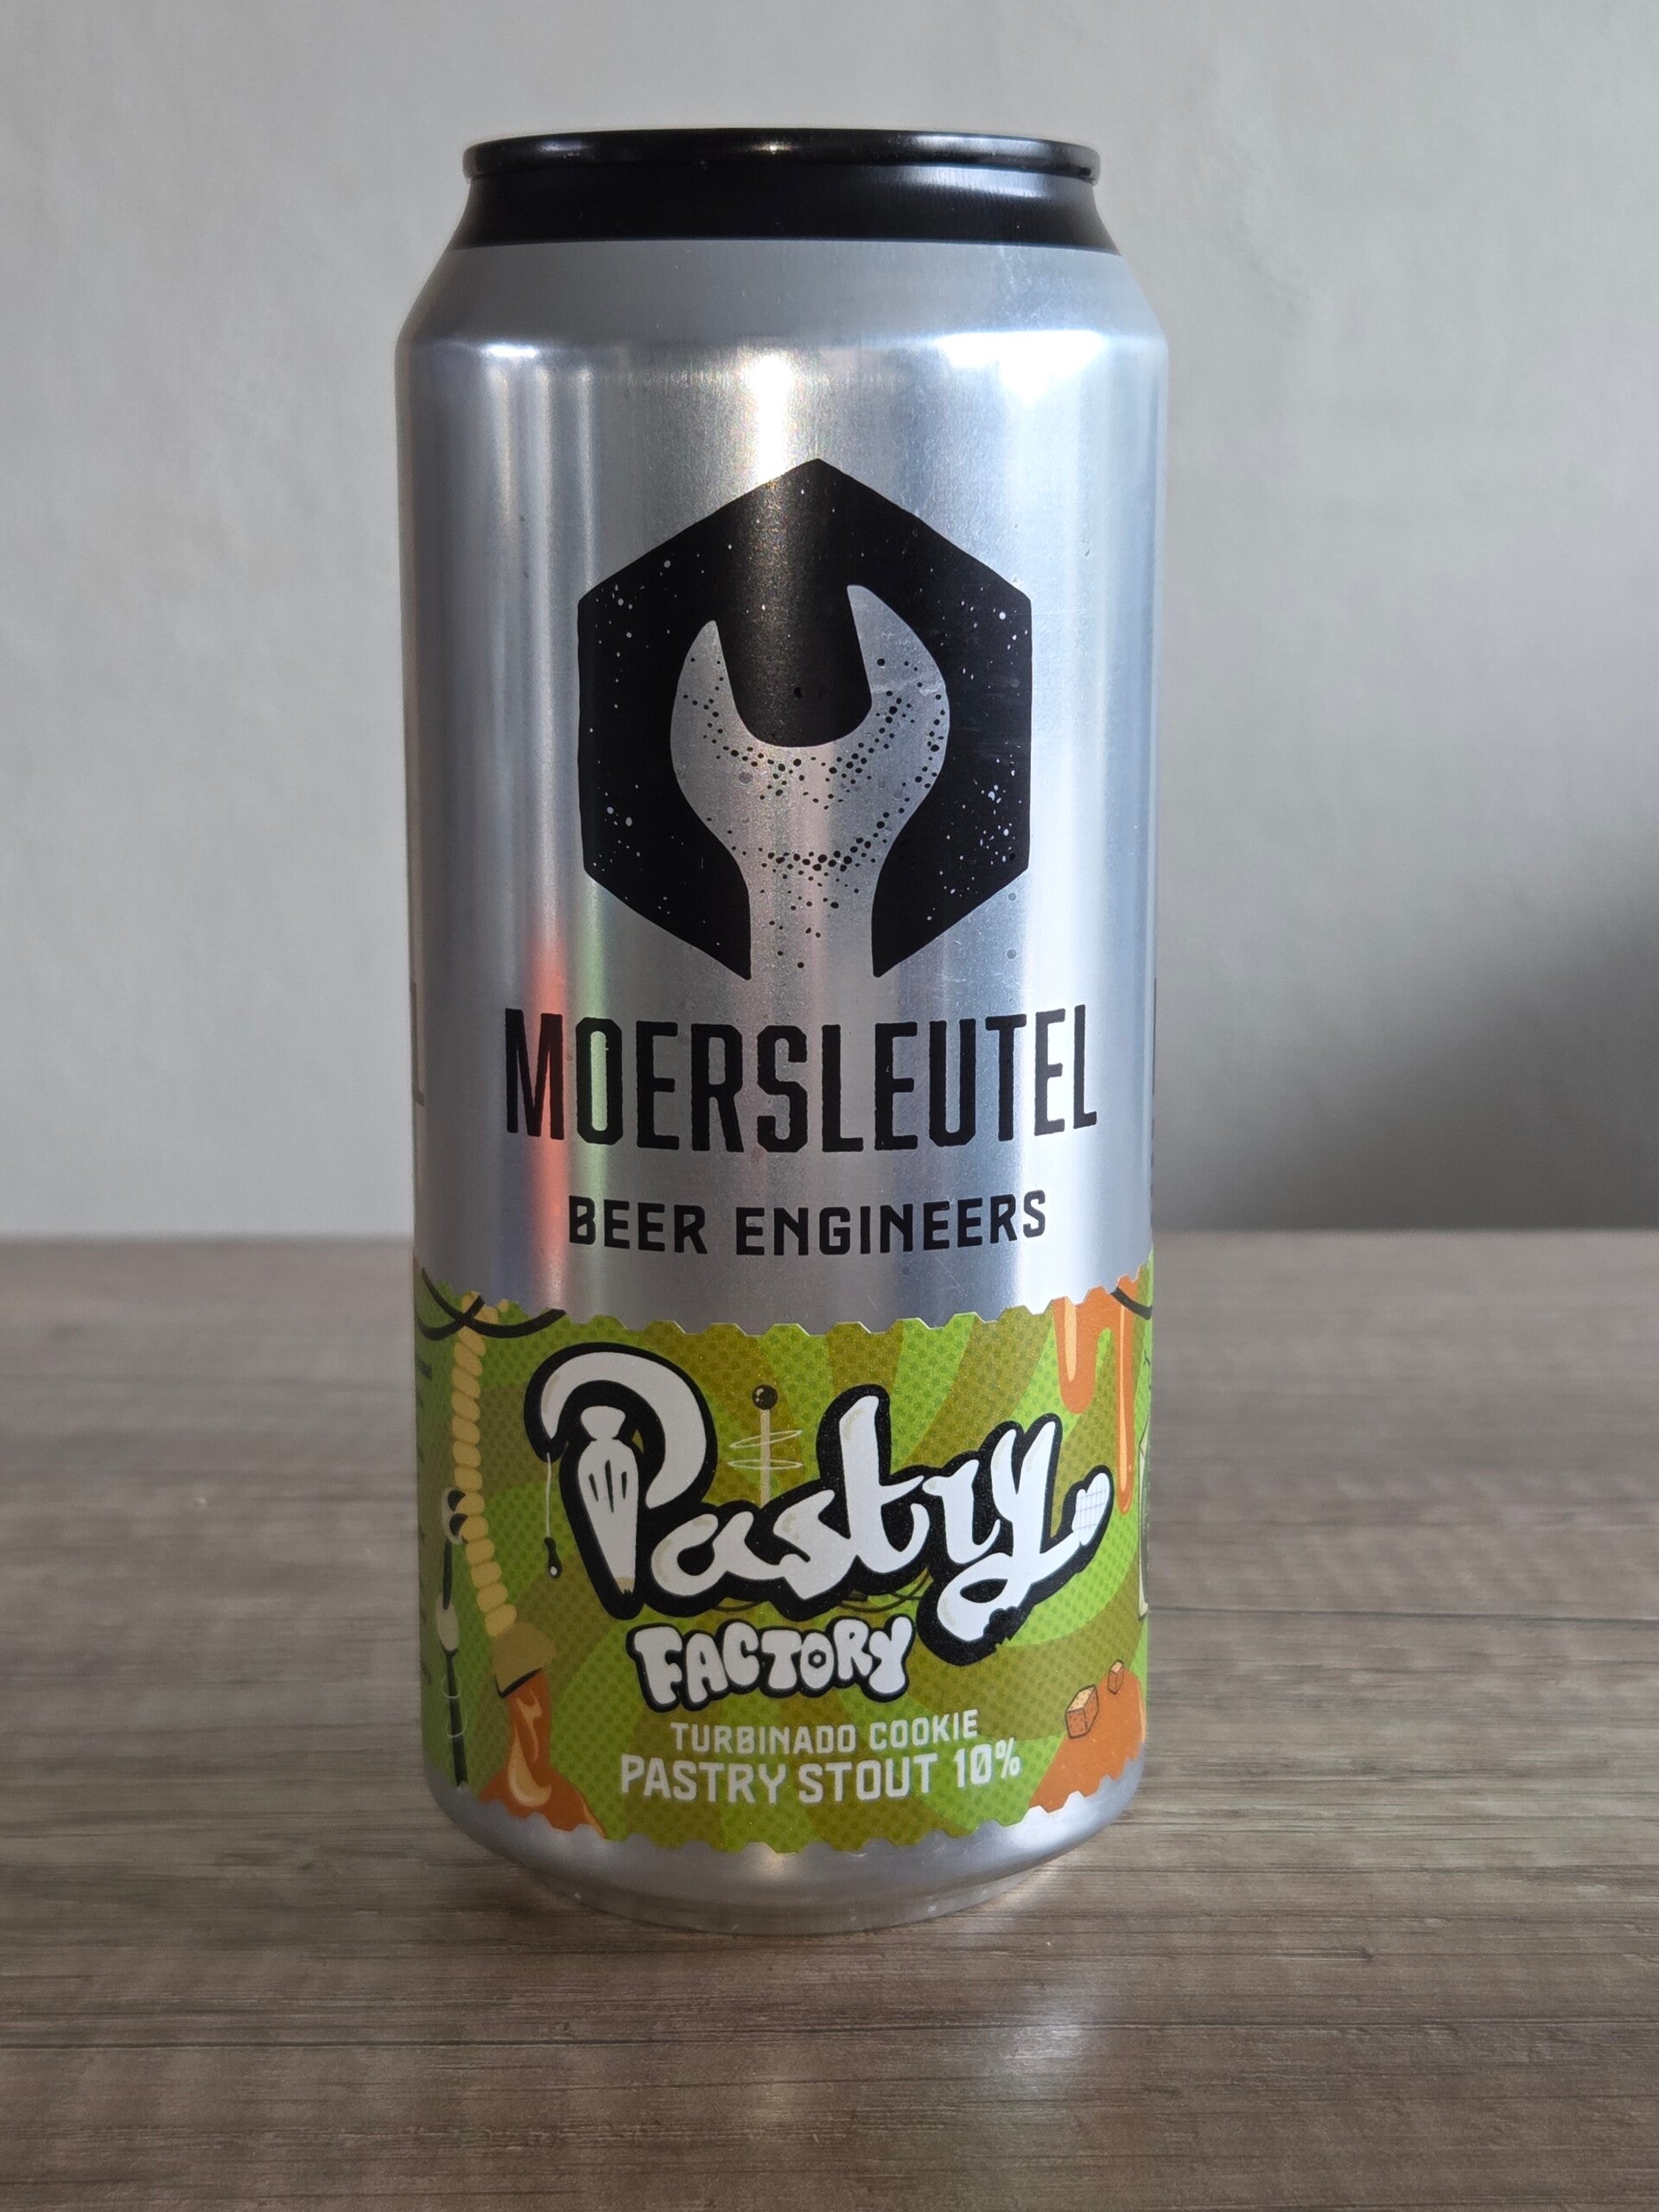 MOERSLEUTEL
BEER ENGINEERS
Pastry
FACTORY
TURBINADO COOKIE
PASTRY STOUT 10%